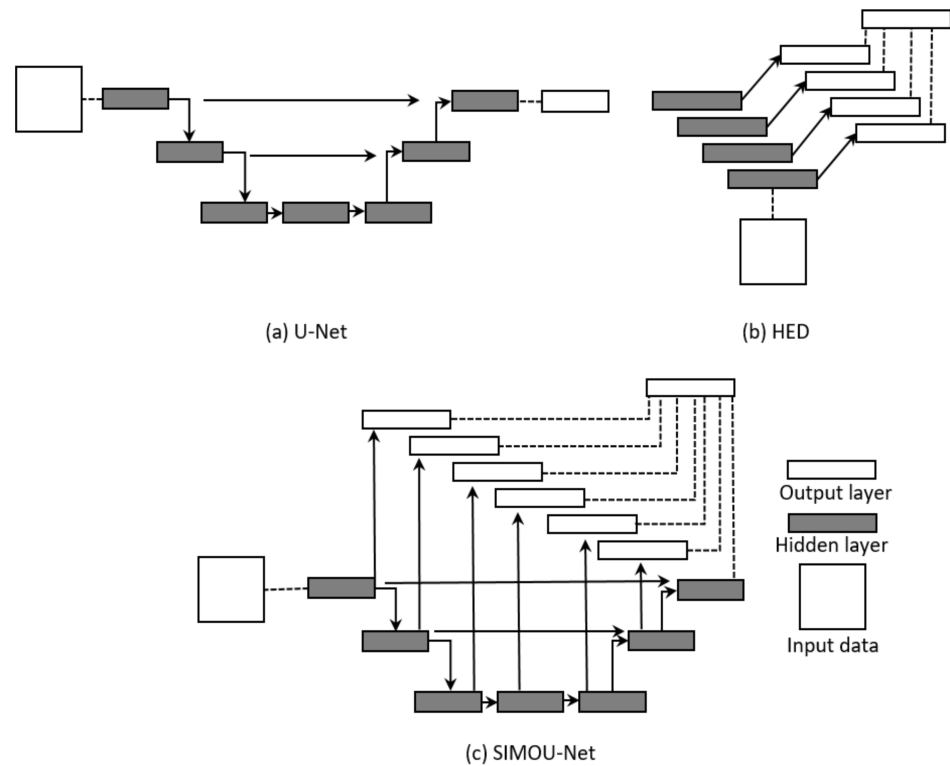 (a) U-Net
(b) HED
Output layer
Hidden layer
Input data
(c) SIMOU-Net